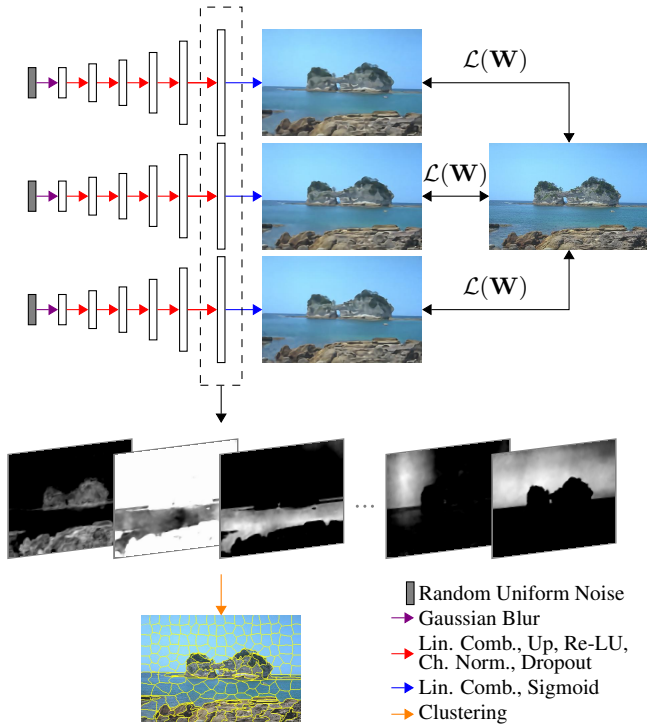 𝓛(𝐖)
𝓛(𝐖)
𝓛(𝐖)
...
Random Uniform Noise
Gaussian Blur
Lin. Comb., Up, Re-LU,
Ch. Norm., Dropout
Lin. Comb., Sigmoid
Clustering